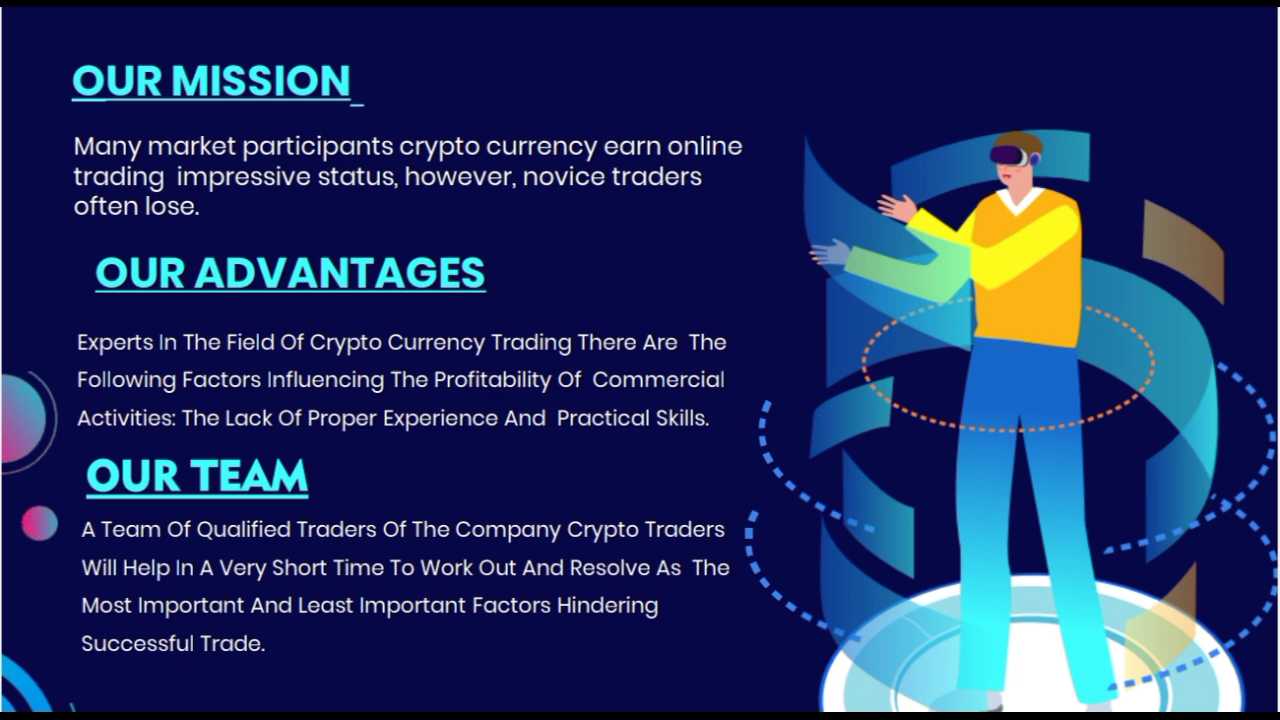 OUR MISSION_
Many market participants crypto currency earn online
trading impressive status, however, novice traders
often lose.
OUR ADVANTAGES
Experts In The Field Of Crypto Currency Trading There Are The
Following Factors Influencing The Profitability Of Commercial
Activities: The Lack Of Proper Experience And Practical Skills.
OUR TEAM
A Team Of Qualified Traders Of The Company Crypto Traders
Will Help In A Very Short Time To Work Out And Resolve As The
Most Important And Least Important Factors Hindering
Successful Trade.